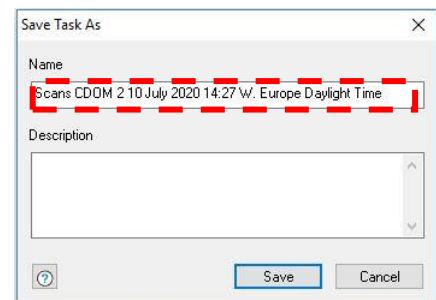 Save Task As
Name
Scans CDOM 2 10 July 2020 14:27 W. Europe Daylight Time
Description
Save Cancel